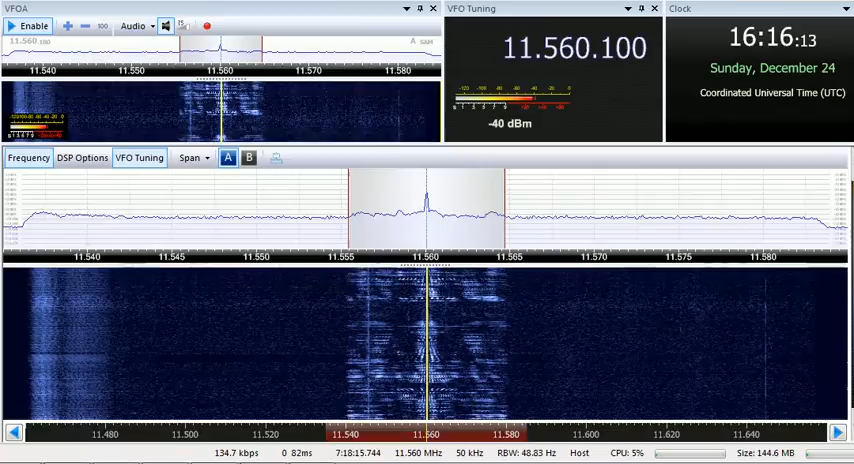 VFOA
VFO Tuning
Clock
Enable
100
Audio
11.560.100
A SAM
11.540 11.550 11.560 11.570 11.580
11.560.100
-40 dBm
16:16:13
Sunday, December 24
Coordinated Universal Time (UTC)
Frequency DSP Options VFO Tuning Span A B
11.540 11.545 11.550 11.555 11.560 11.565 11.570 11.575 11.580
11.480 11.500 11.520 11.540 11.560 11.580 11.600 11.620 11.640
134.7 kbps 0 82ms 7:18:15.744 11.560 MHz 50 kHz RBW: 48.83 Hz Host CPU: 5% Size: 144.6 MB